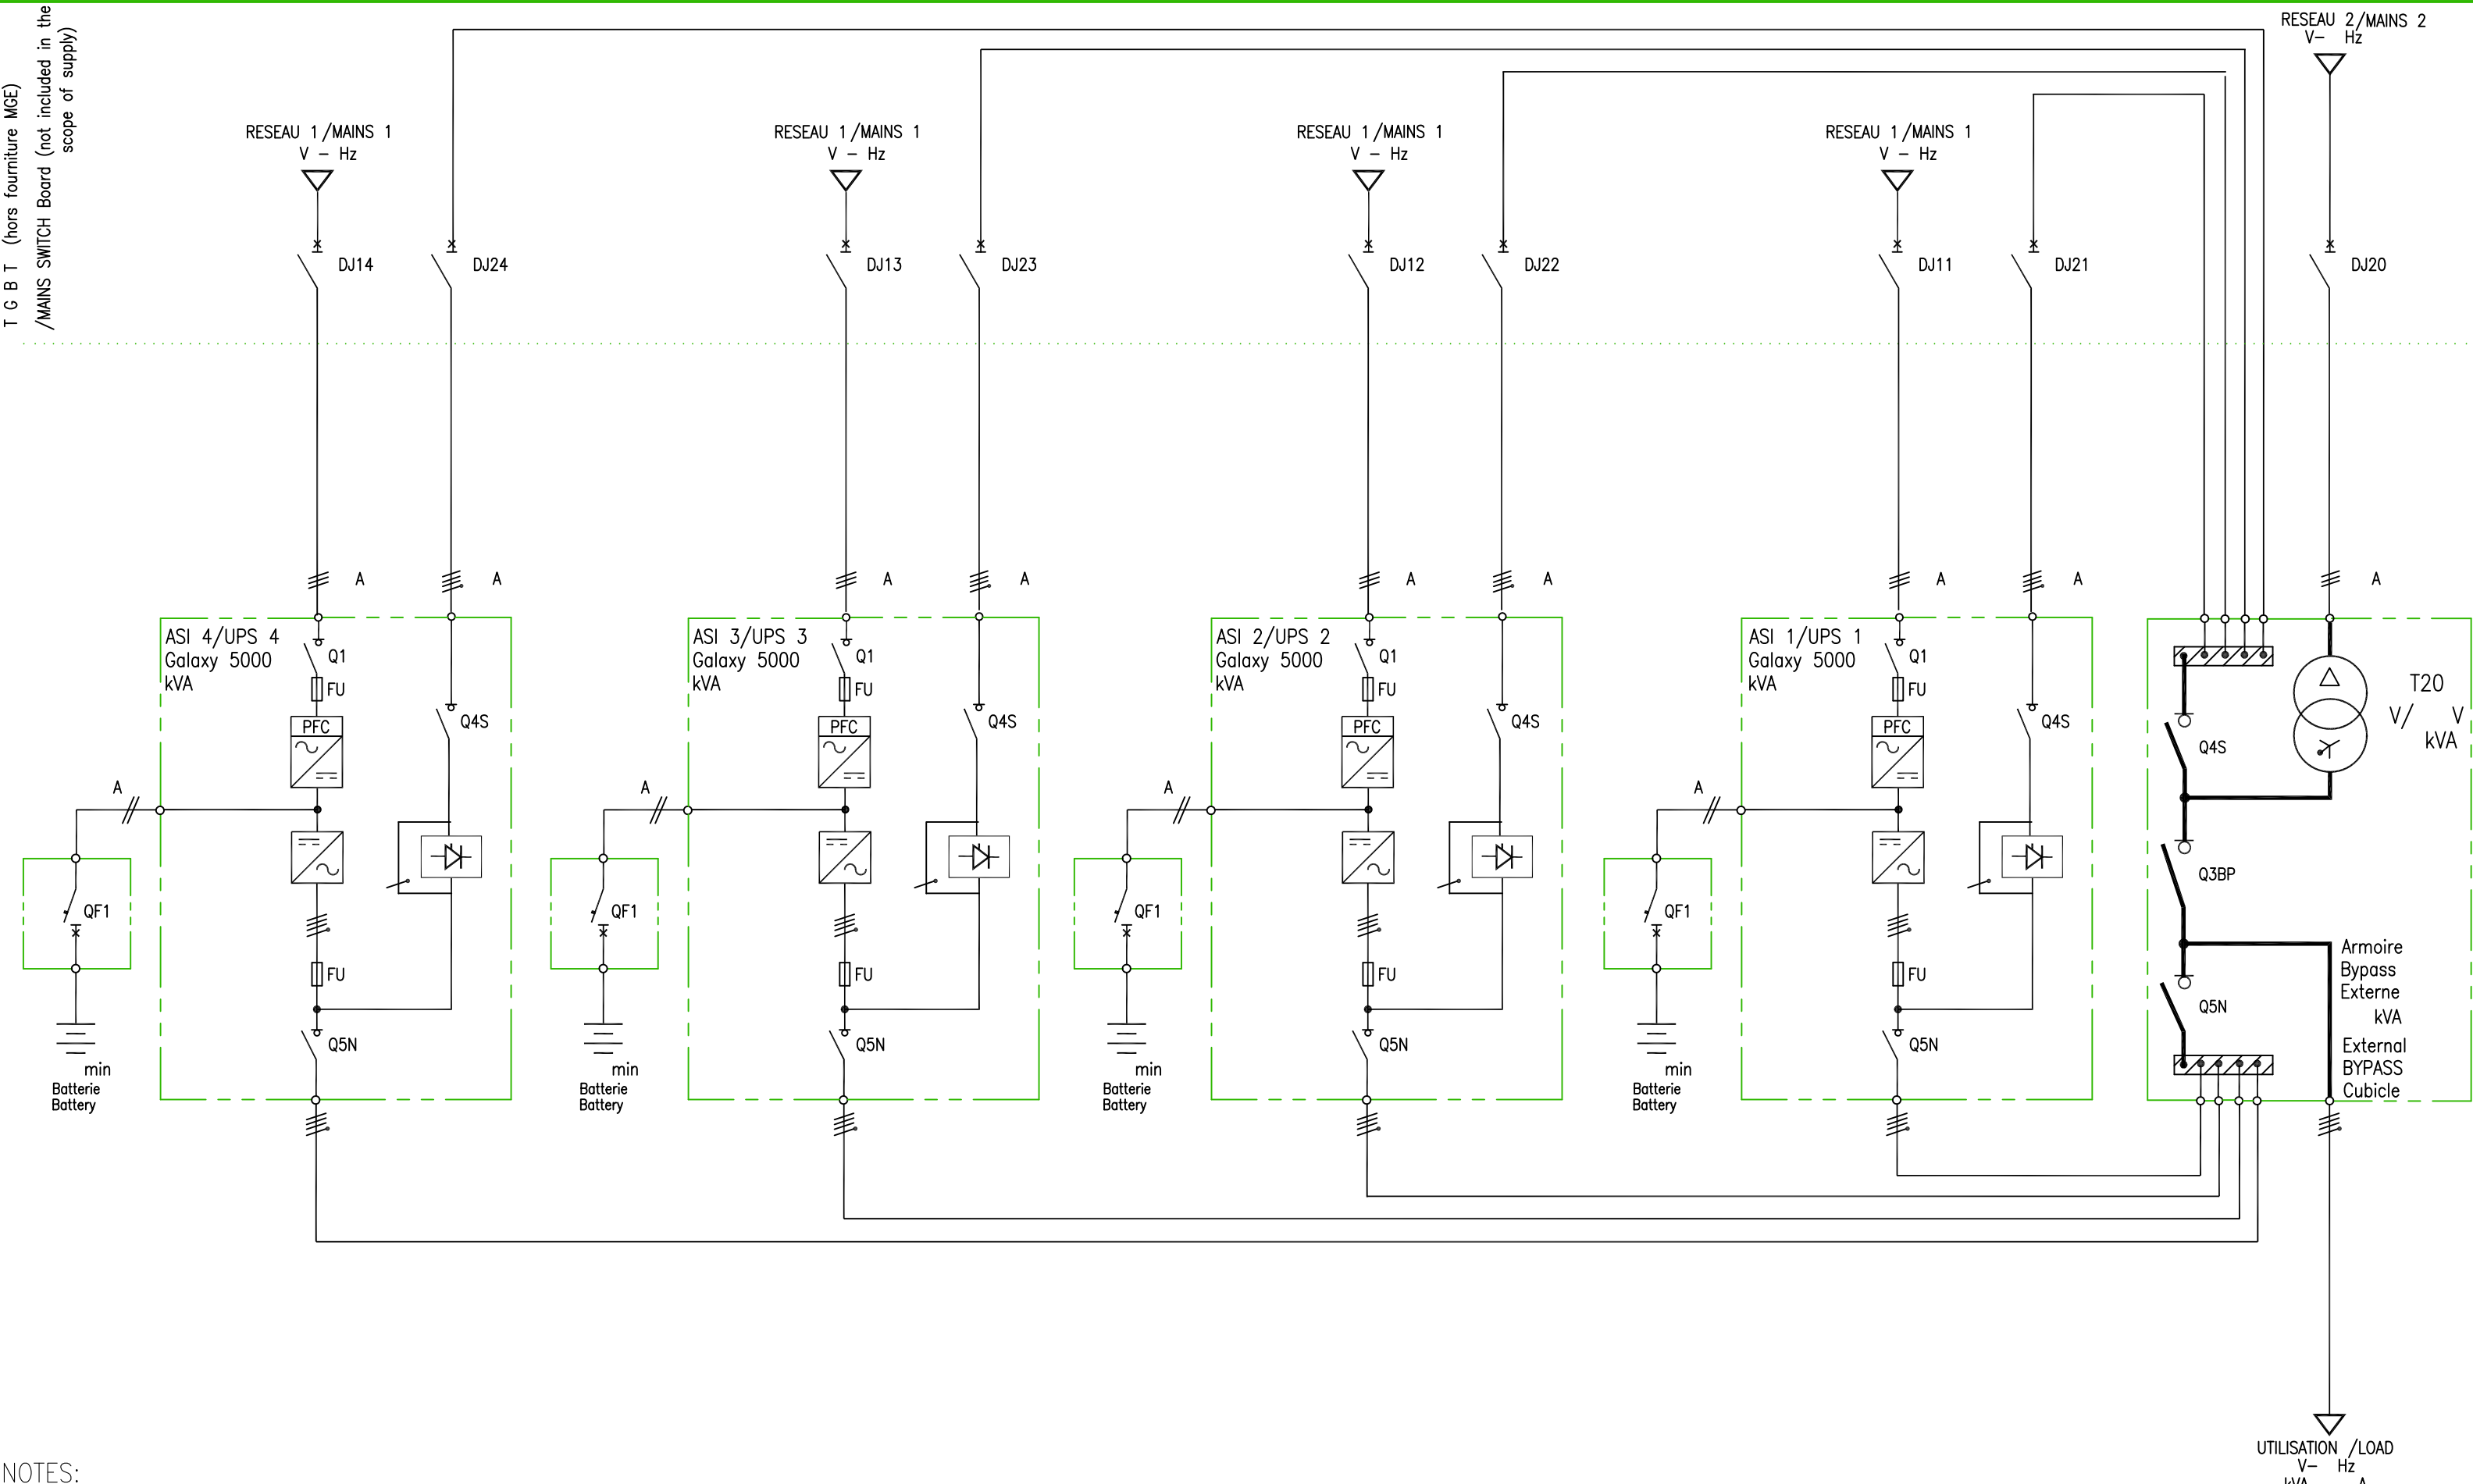 T G B T (hors fourniture MGE)
/MAINS SWITCH Board (not included in the
scope of supply)
RESEAU 2/MAINS 2
V- Hz
RESEAU 1/MAINS 1
V - Hz
RESEAU 1/MAINS 1
V - Hz
RESEAU 1/MAINS 1
V - Hz
RESEAU 1/MAINS 1
V - Hz
DJ14
DJ24
DJ13
DJ23
DJ12
DJ22
DJ11
DJ21
DJ20
A
A
A
A
A
A
A
A
A
ASI 4/UPS 4
Galaxy 5000
kVA
Q1
FU
PFC
Q4S
A
QF1
FU
Q5N
min
Batterie
Battery
ASI 3/UPS 3
Galaxy 5000
kVA
Q1
FU
PFC
Q4S
A
QF1
FU
Q5N
min
Batterie
Battery
ASI 2/UPS 2
Galaxy 5000
kVA
Q1
FU
PFC
Q4S
A
QF1
FU
Q5N
min
Batterie
Battery
ASI 1/UPS 1
Galaxy 5000
kVA
Q1
FU
PFC
Q4S
A
QF1
FU
Q5N
min
Batterie
Battery
T20
V/ V
kVA
Q4S
Q3BP
Q5N
Armoire
Bypass
Externe
kVA
External
BYPASS
Cubicle
UTILISATION /LOAD
V- Hz
kVA A
NOTES: